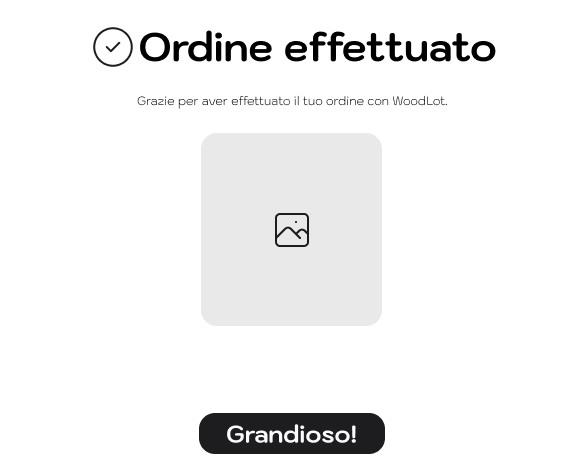 Ordine effettuato
Grazie per aver effettuato il tuo ordine con WoodLot.
Grandioso!